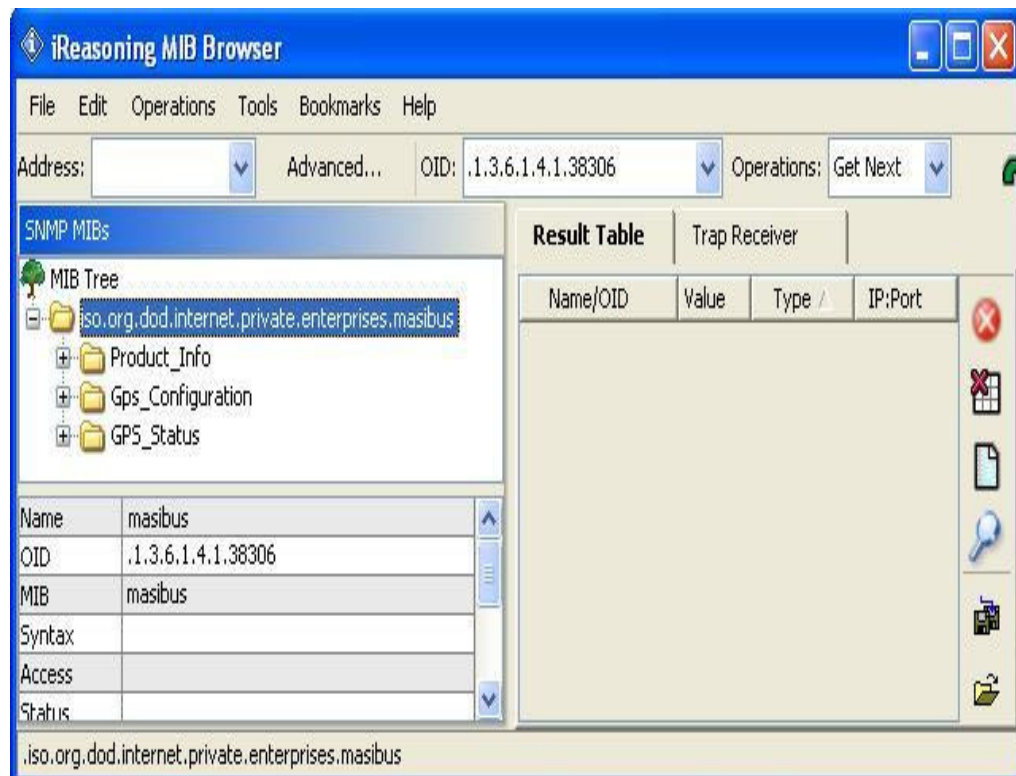 iReasoning MIB Browser
File Edit Operations Tools Bookmarks Help
Address: Advanced... OID: .1.3.6.1.4.1.38306 Operations: Get Next
SNMP MIBs
MIB Tree
iso.org.dod.internet.private.enterprises.masibus
Product_Info
Gps_Configuration
GPS_Status
Name masibus
OID .1.3.6.1.4.1.38306
MIB masibus
Syntax
Access
Status
Result Table Trap Receiver
Name/OID Value Type IP:Port
.iso.org.dod.internet.private.enterprises.masibus